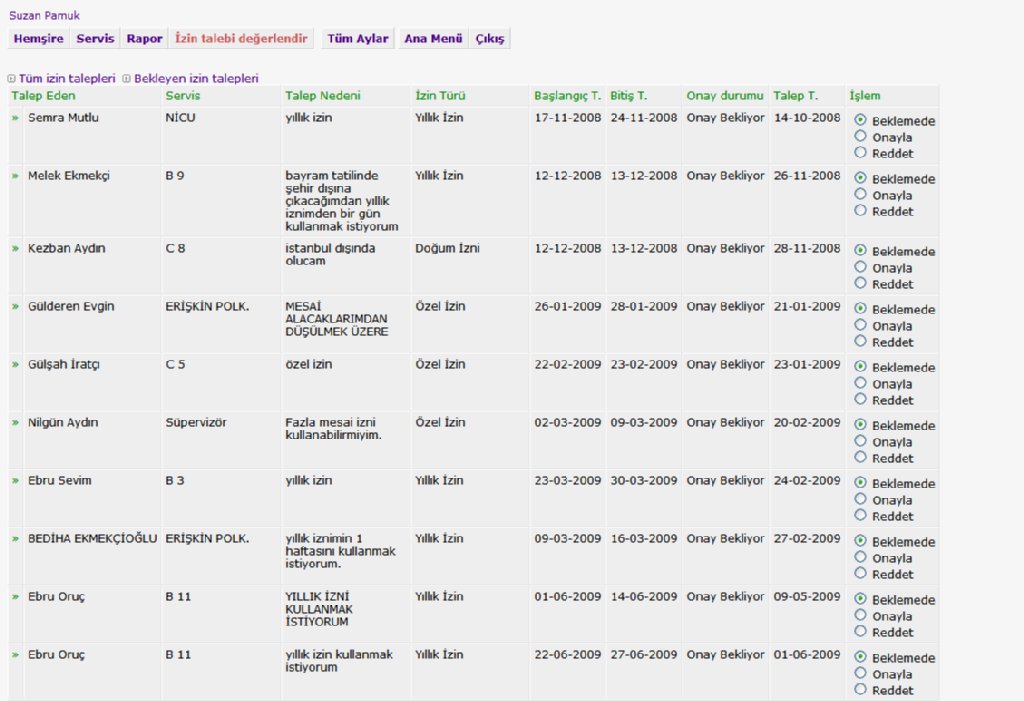 Suzan Pamuk
Hemşire Servis Rapor İzin talebi değerlendir Tüm Aylar Ana Menü Çıkış
Tüm izin talepleri Bekleyen izin talepleri
Talep Eden Servis Talep Nedeni İzin Türü Başlangıç T. Bitiş T. Onay durumu Talep T. İşlem
» Semra Mutlu NİCU yıllık izin Yıllık İzin 17-11-2008 24-11-2008 Onay Bekliyor 14-10-2008 Beklemede
Onayla
Reddet
» Melek Ekmekçi B 9 bayram tatilinde Yıllık İzin 12-12-2008 13-12-2008 Onay Bekliyor 26-11-2008 Beklemede
şehir dışına
çıkacağımdan yıllık Onayla
iznimden bir gün Reddet
kullanmak istiyorum
» Kezban Aydın C 8 istanbul dışında Doğum İzni 12-12-2008 13-12-2008 Onay Bekliyor 28-11-2008 Beklemede
olucam Onayla
Reddet
» Gülderen Evgin ERİŞKİN POLK. MESAİ Özel İzin 26-01-2009 28-01-2009 Onay Bekliyor 21-01-2009 Beklemede
ALACAKLARIMDAN Onayla
DÜŞÜLMEK ÜZERE Reddet
» Gülşah İratçı C 5 özel izin Özel İzin 22-02-2009 23-02-2009 Onay Bekliyor 23-01-2009 Beklemede
Onayla
Reddet
» Nilgün Aydın Süpervizör Fazla mesai izni Özel İzin 02-03-2009 09-03-2009 Onay Bekliyor 20-02-2009 Beklemede
kullanabilirmiyim. Onayla
Reddet
» Ebru Sevim B 3 yıllık izin Yıllık İzin 23-03-2009 30-03-2009 Onay Bekliyor 24-02-2009 Beklemede
Onayla
Reddet
» BEDİHA EKMEKÇİOĞLU ERİŞKİN POLK. yıllık iznimin 1 Yıllık İzin 09-03-2009 16-03-2009 Onay Bekliyor 27-02-2009 Beklemede
haftasını kullanmak Onayla
istiyorum. Reddet
» Ebru Oruç B 11 YILLIK İZNİ Yıllık İzin 01-06-2009 14-06-2009 Onay Bekliyor 09-05-2009 Beklemede
KULLANMAK Onayla
İSTİYORUM Reddet
» Ebru Oruç B 11 yıllık izin kullanmak Yıllık İzin 22-06-2009 27-06-2009 Onay Bekliyor 01-06-2009 Beklemede
istiyorum Onayla
Reddet